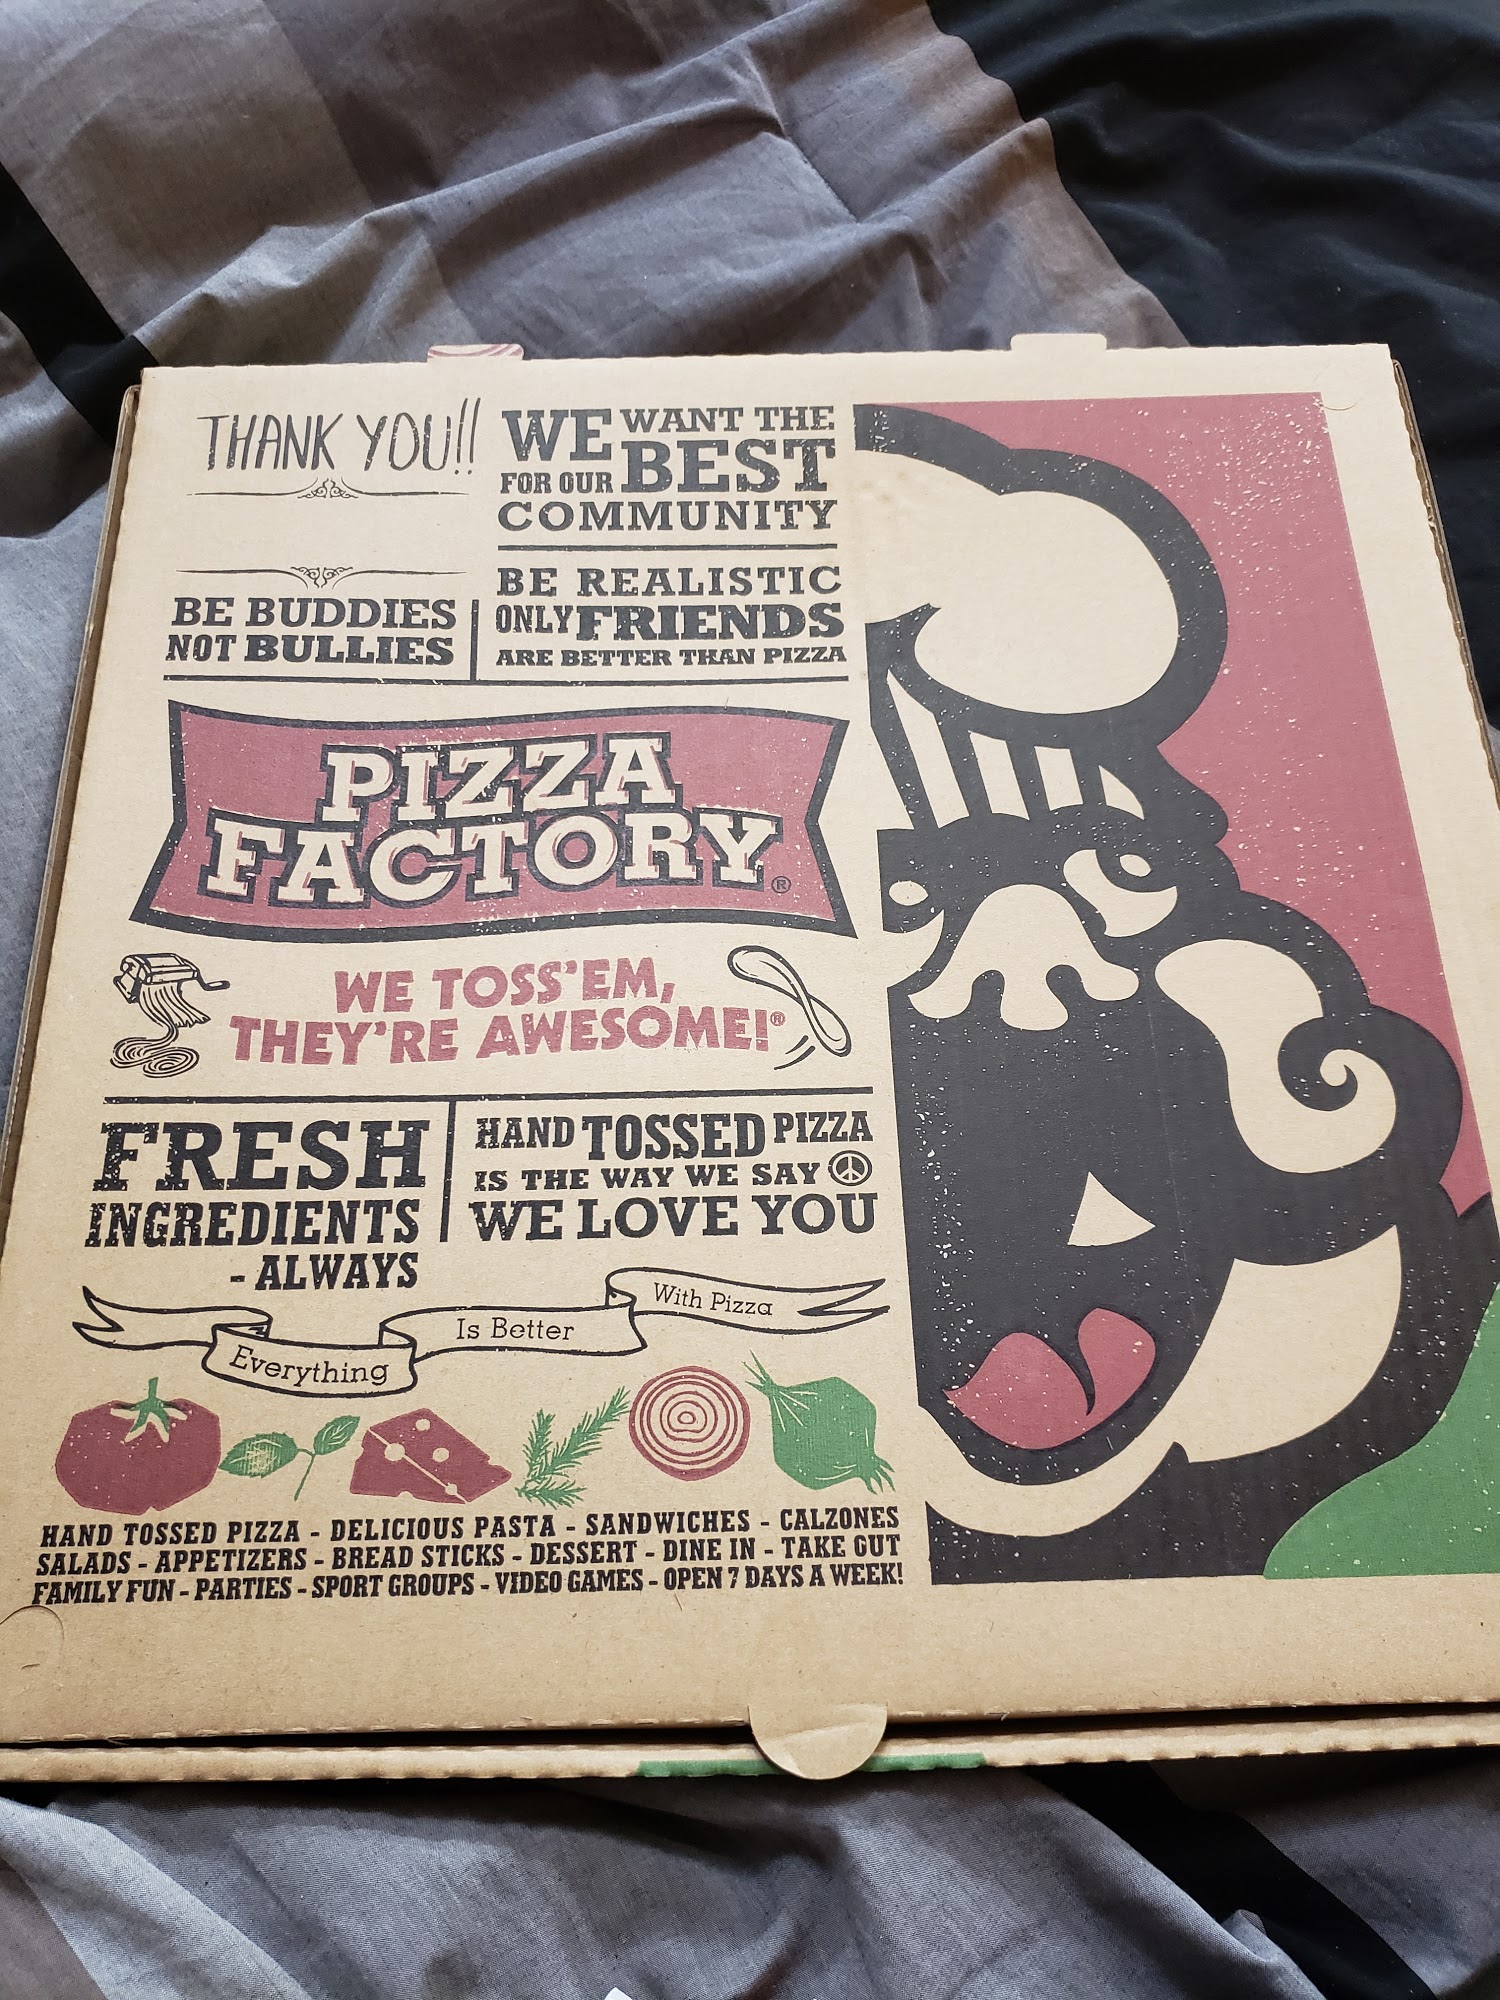 THANK YOU!!
WE WANT THE
FOR OUR BEST
COMMUNITY
BE BUDDIES
NOT BULLIES
BE REALISTIC
ONLY FRIENDS
ARE BETTER THAN PIZZA
PIZZA
FACTORY®
WE TOSS'EM,
THEY'RE AWESOME!®
FRESH
INGREDIENTS
- ALWAYS
HAND TOSSED PIZZA
IS THE WAY WE SAY
WE LOVE YOU
Everything Is Better With Pizza
HAND TOSSED PIZZA - DELICIOUS PASTA - SANDWICHES - CALZONES
SALADS - APPETIZERS - BREAD STICKS - DESSERT - DINE IN - TAKE OUT
FAMILY FUN - PARTIES - SPORT GROUPS - VIDEO GAMES - OPEN 7 DAYS A WEEK!